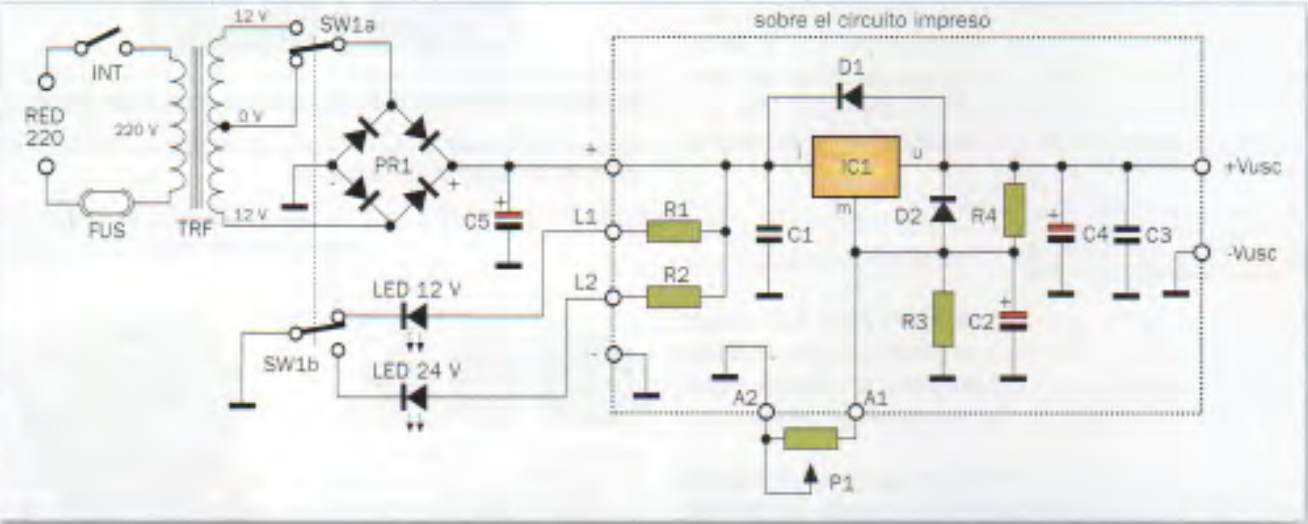 sobre el circuito impreso
12 V
SW1a
INT
RED
220
220 V
0 V
12 V
FUS
TRF
PR1
-
+
+
C5
+
L1
L2
-
R1
R2
C1
D1
i
IC1
u
m
D2
R4
R3
+
C2
+
C4
C3
+Vusc
-Vusc
LED 12 V
LED 24 V
SW1b
A2
A1
P1